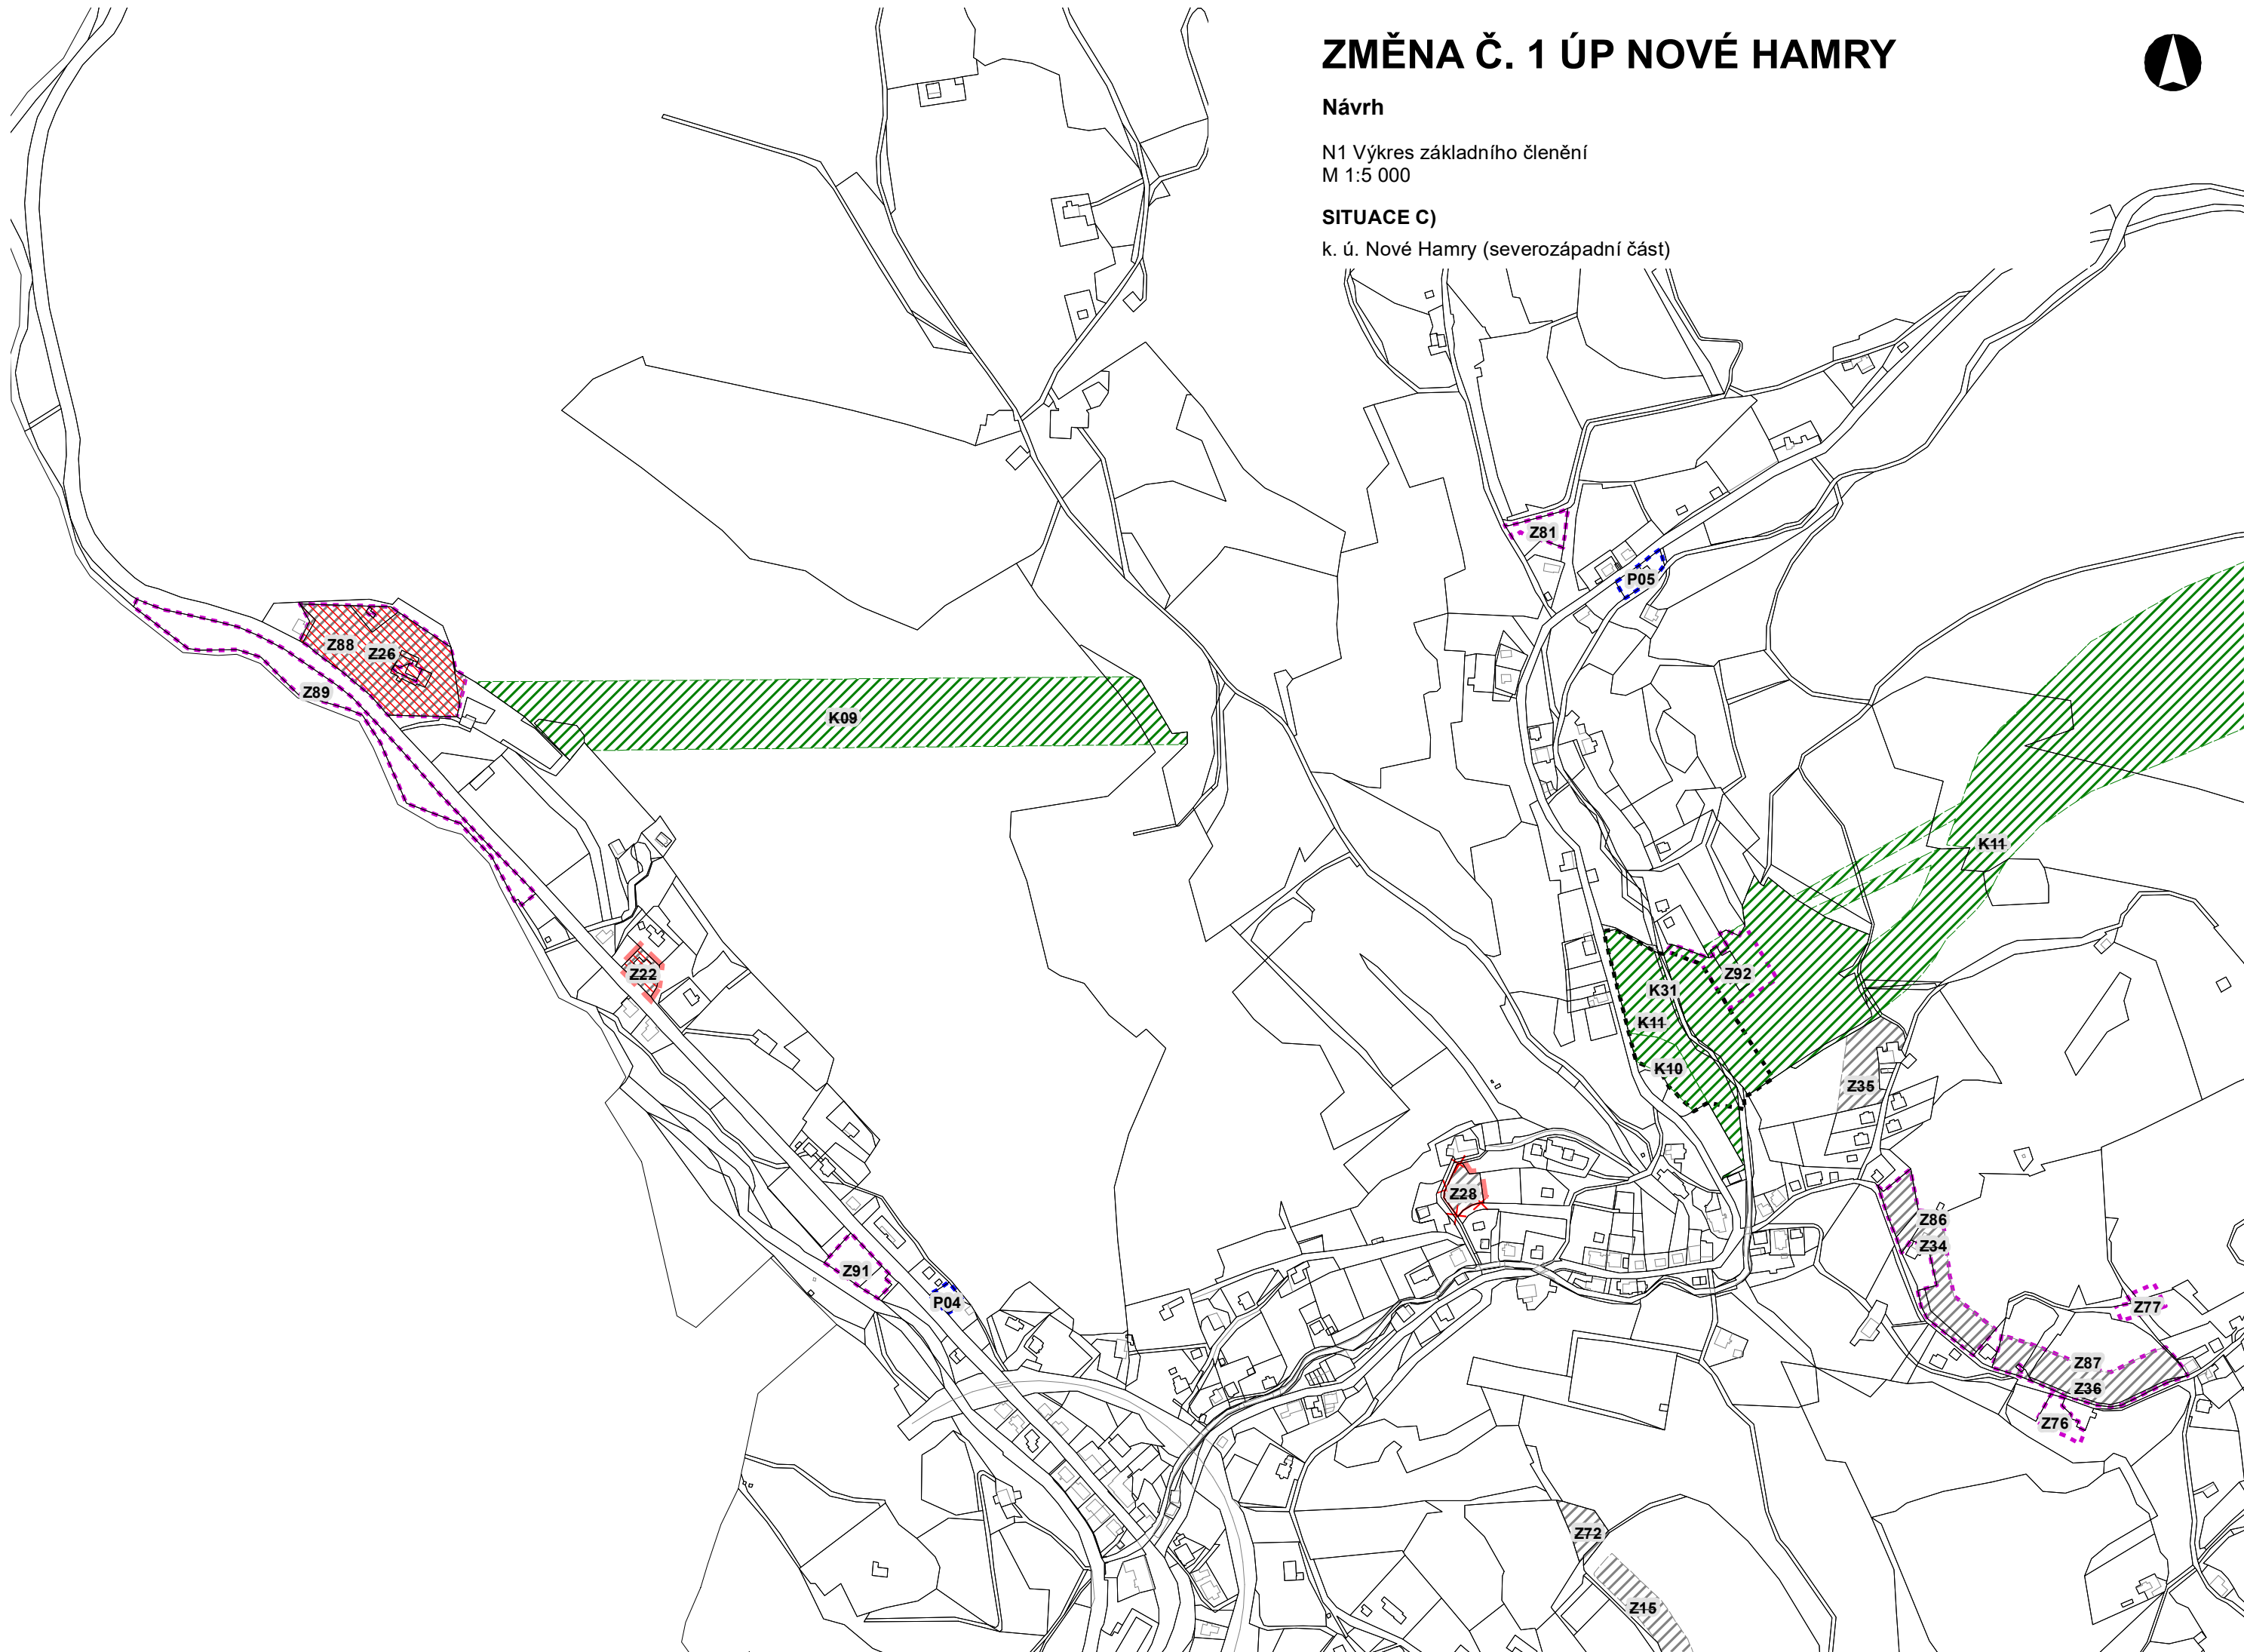 ZMĚNA Č. 1 ÚP NOVÉ HAMRY
Návrh
N1 Výkres základního členění
M 1:5 000
SITUACE C)
k. ú. Nové Hamry (severozápadní část)
Z81
P05
Z88
Z26
Z89
K09
K11
Z22
Z92
K31
K11
K10
Z35
Z28
Z86
Z34
Z91
P04
Z77
Z87
Z36
Z76
Z72
Z15